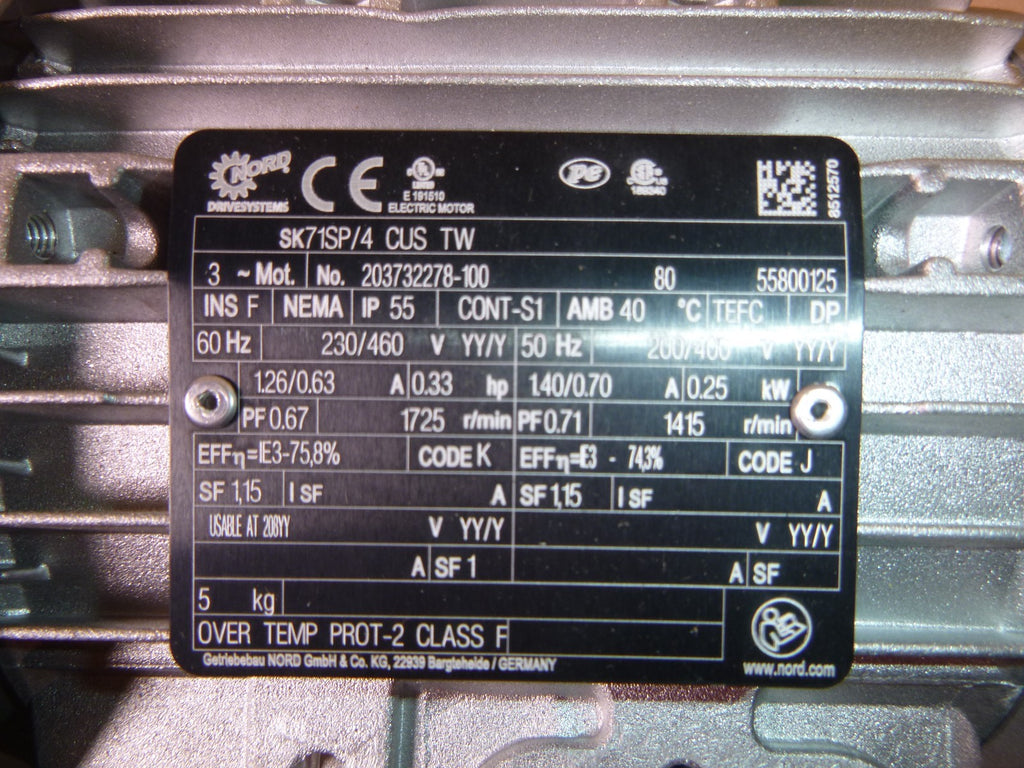 NORD
DRIVESYSTEMS
CE
UL
LISTED
E 191510
ELECTRIC MOTOR
pe
8512570
SK71SP/4 CUS TW
3 ~ Mot. No. 203732278-100 80 55800125
INS F NEMA IP 55 CONT-S1 AMB 40 °C TEFC DP
60 Hz 230/460 V YY/Y 50 Hz V YY/Y
1.26/0.63 A 0.33 hp 1.40/0.70 A 0.25 kW
PF 0.67 1725 r/min PF 0.71 1415 r/min
EFFη=IE3-75,8% CODE K EFFη=IE3 - 74,3% CODE J
SF 1,15 I SF A SF 1,15 I SF A
USABLE AT 208YY V YY/Y V YY/Y
A SF 1 A SF
5 kg
OVER TEMP PROT-2 CLASS F
Getriebebau NORD GmbH & Co. KG, 22939 Bargteheide / GERMANY
www.nord.com